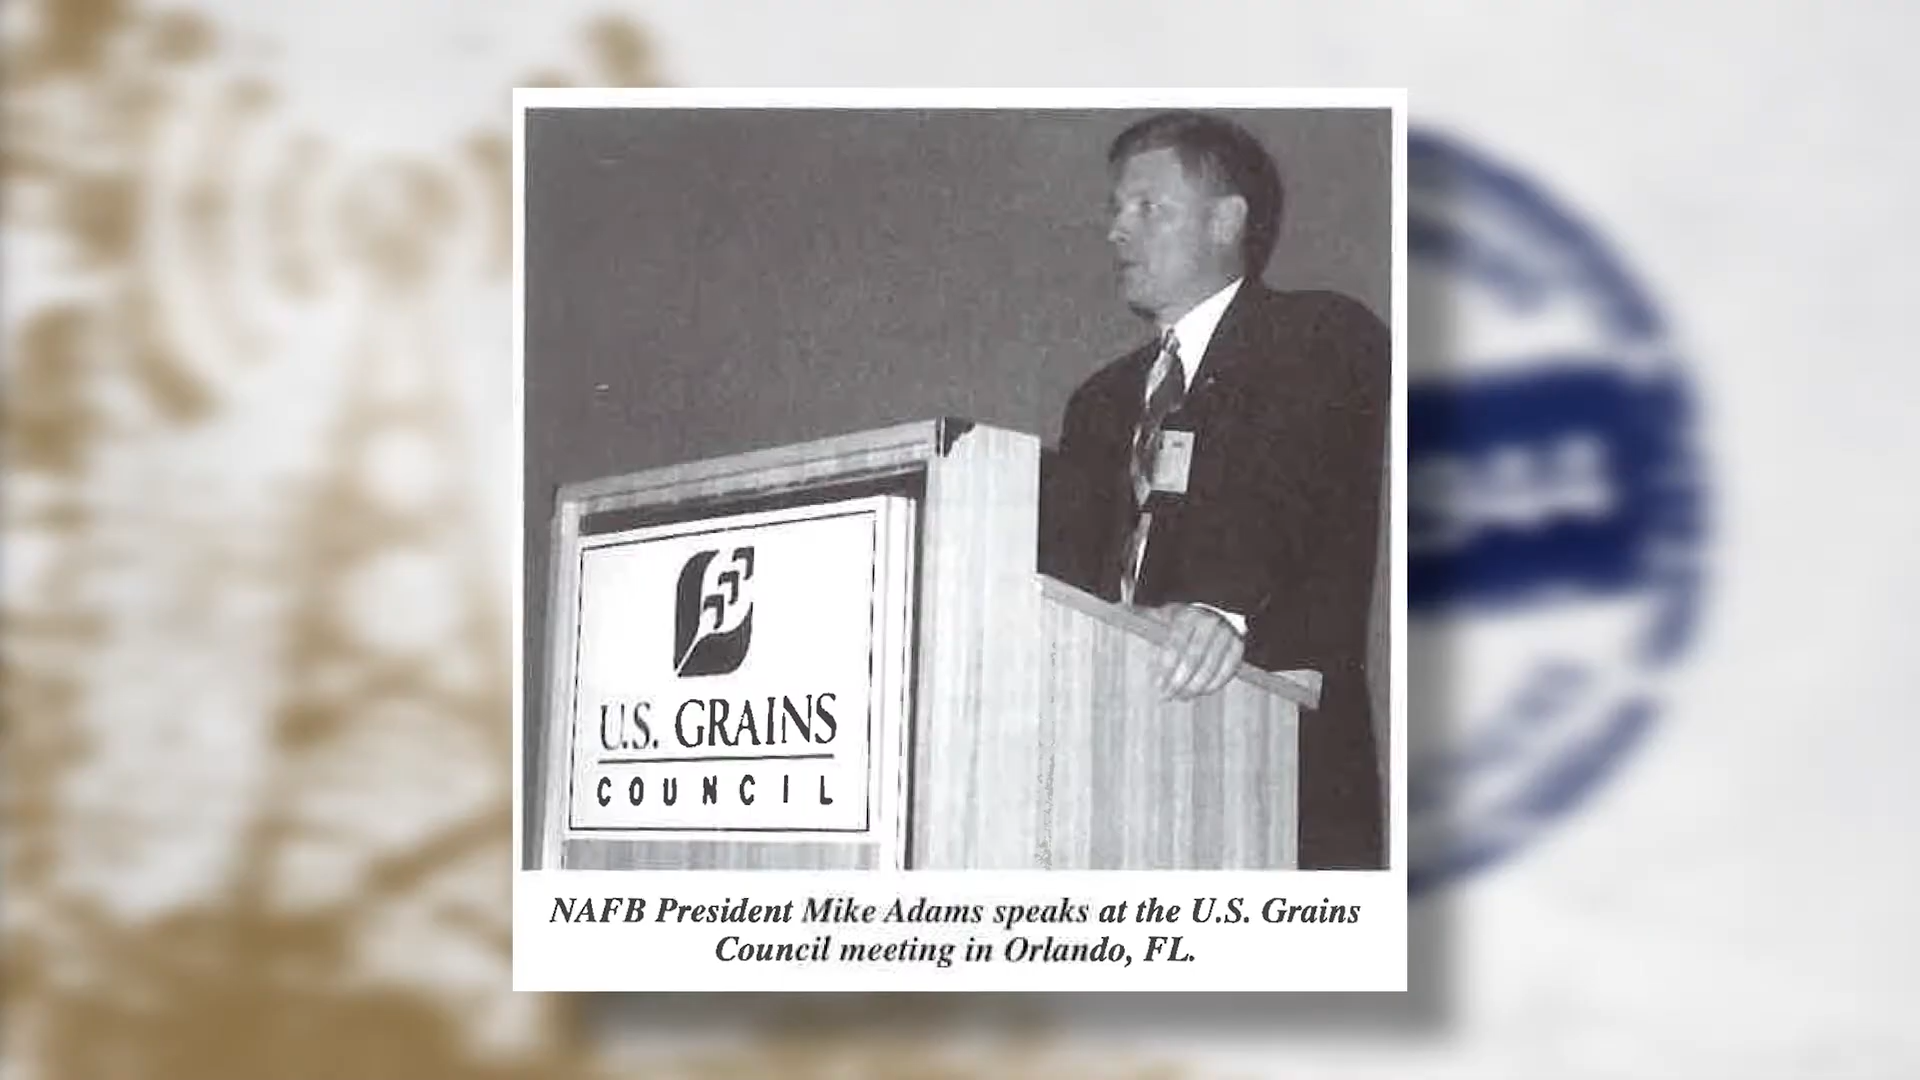 U.S. GRAINS
COUNCIL
NAFB President Mike Adams speaks at the U.S. Grains
Council meeting in Orlando, FL.